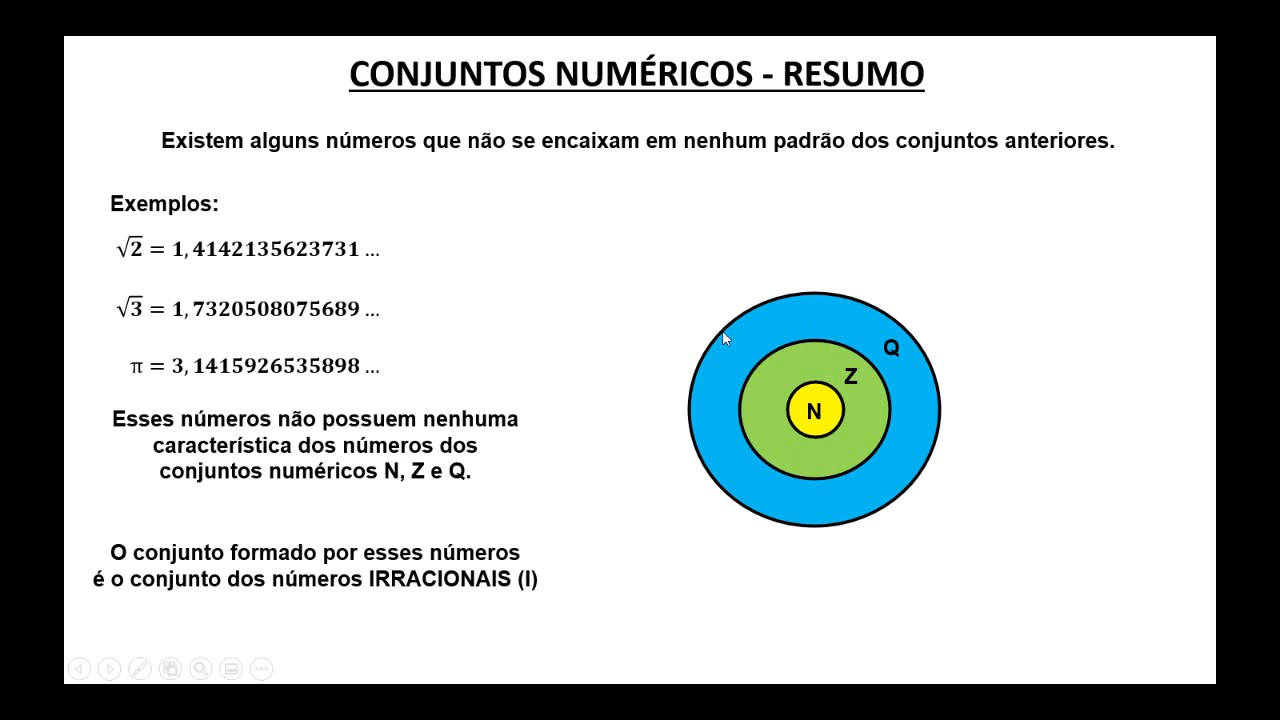 CONJUNTOS NUMÉRICOS - RESUMO
Existem alguns números que não se encaixam em nenhum padrão dos conjuntos anteriores.
Exemplos:
√2 = 1,4142135623731 ...
√3 = 1,7320508075689 ...
π = 3,1415926535898 ...
Esses números não possuem nenhuma
característica dos números dos
conjuntos numéricos N, Z e Q.
O conjunto formado por esses números
é o conjunto dos números IRRACIONAIS (I)
Q
Z
N